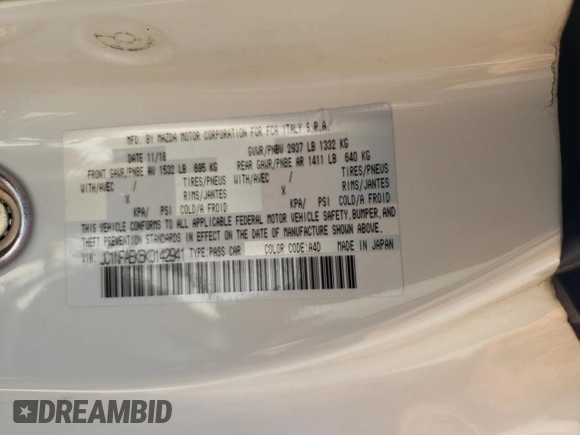 MFD. BY MAZDA MOTOR CORPORATION FOR FCA ITALY S.P.A.
DATE 11/18 GVWR/PNBV 2937 LB 1332 KG
FRONT GAWR/PNBE AV 1532 LB 695 KG REAR GAWR/PNBE AR 1411 LB 640 KG
WITH/AVEC / TIRES/PNEUS WITH/AVEC / TIRES/PNEUS
X RIMS/JANTES X RIMS/JANTES
KPA/ PSI COLD/A FROID KPA/ PSI COLD/A FROID
THIS VEHICLE CONFORMS TO ALL APPLICABLE FEDERAL MOTOR VEHICLE SAFETY, BUMPER, AND
THEFT PREVENTION STANDARDS IN EFFECT ON THE DATE OF MANUFACTURE SHOWN ABOVE.
VIN: JC1NFAEK3K0142941 TYPE: PASS CAR COLOR CODE: A4D MADE IN JAPAN
DREAMBID